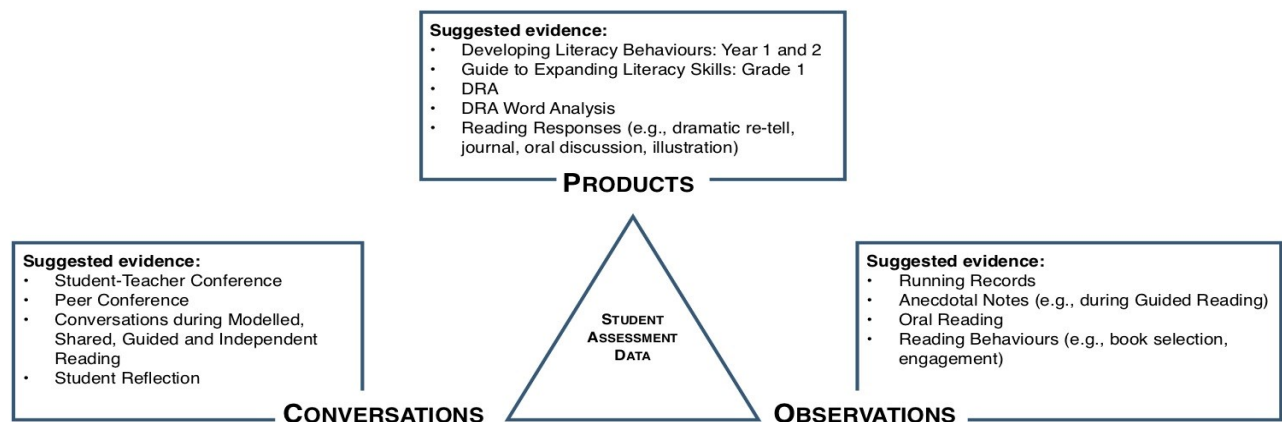 Suggested evidence:
• Developing Literacy Behaviours: Year 1 and 2
• Guide to Expanding Literacy Skills: Grade 1
• DRA
• DRA Word Analysis
• Reading Responses (e.g., dramatic re-tell,
journal, oral discussion, illustration)
PRODUCTS
Suggested evidence:
• Student-Teacher Conference
• Peer Conference
• Conversations during Modelled,
Shared, Guided and Independent
Reading
• Student Reflection
CONVERSATIONS
STUDENT
ASSESSMENT
DATA
Suggested evidence:
• Running Records
• Anecdotal Notes (e.g., during Guided Reading)
• Oral Reading
• Reading Behaviours (e.g., book selection,
engagement)
OBSERVATIONS